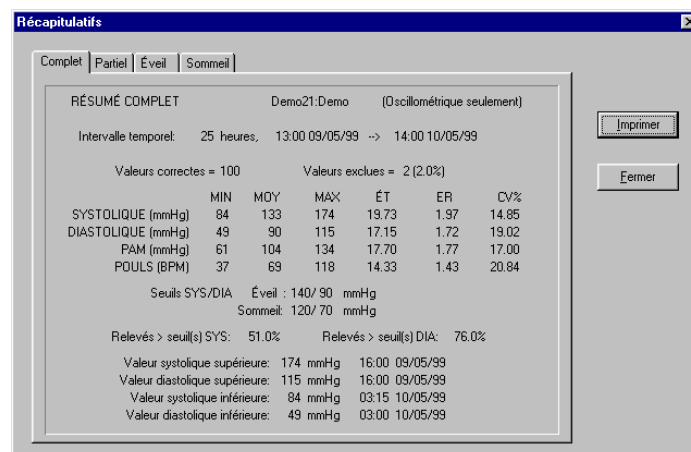 Récapitulatifs
Complet Partiel Éveil Sommeil
RÉSUMÉ COMPLET Demo21:Demo (Oscillométrique seulement)
Imprimer
Intervalle temporel: 25 heures, 13:00 09/05/99 --> 14:00 10/05/99
Valeurs correctes = 100 Valeurs exclues = 2 (2.0%)
Fermer
MIN MOY MAX ÉT ER CV%
SYSTOLIQUE (mmHg) 84 133 174 19.73 1.97 14.85
DIASTOLIQUE (mmHg) 49 90 115 17.15 1.72 19.02
PAM (mmHg) 61 104 134 17.70 1.77 17.00
POULS (BPM) 37 69 118 14.33 1.43 20.84
Seuils SYS/DIA Éveil : 140/ 90 mmHg
Sommeil: 120/ 70 mmHg
Relevés > seuil(s) SYS: 51.0% Relevés > seuil(s) DIA: 76.0%
Valeur systolique supérieure: 174 mmHg 16:00 09/05/99
Valeur diastolique supérieure: 115 mmHg 16:00 09/05/99
Valeur systolique inférieure: 84 mmHg 03:15 10/05/99
Valeur diastolique inférieure: 49 mmHg 03:00 10/05/99